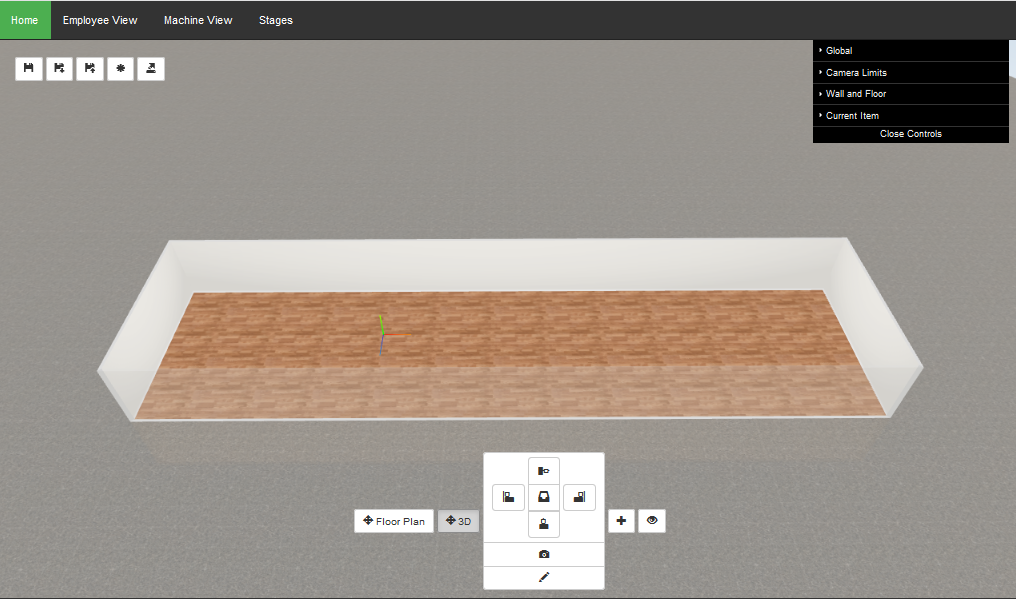 Home Employee View Machine View Stages
Global
Camera Limits
Wall and Floor
Current Item
Close Controls
Floor Plan 3D